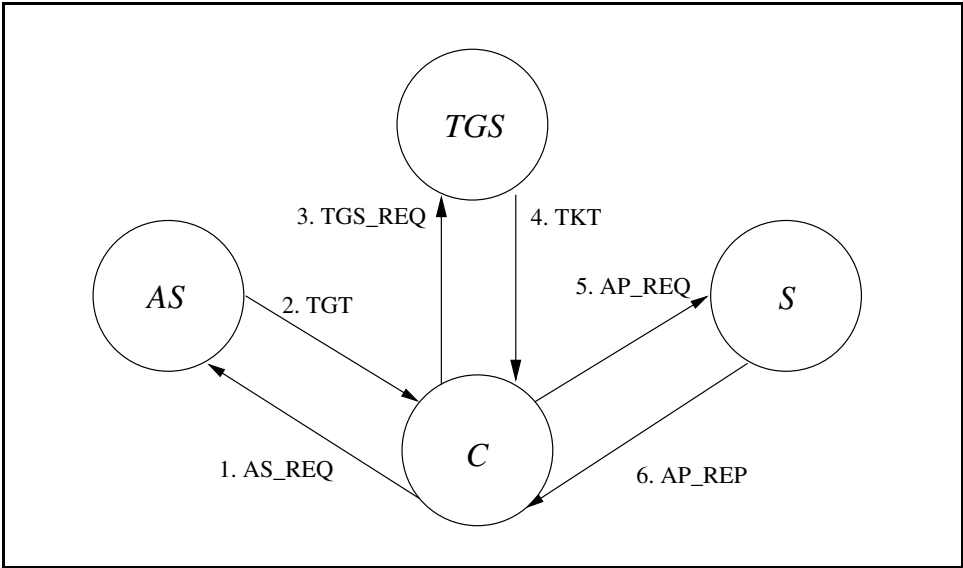 TGS
3. TGS_REQ
4. TKT
AS
2. TGT
5. AP_REQ
S
C
1. AS_REQ
6. AP_REP